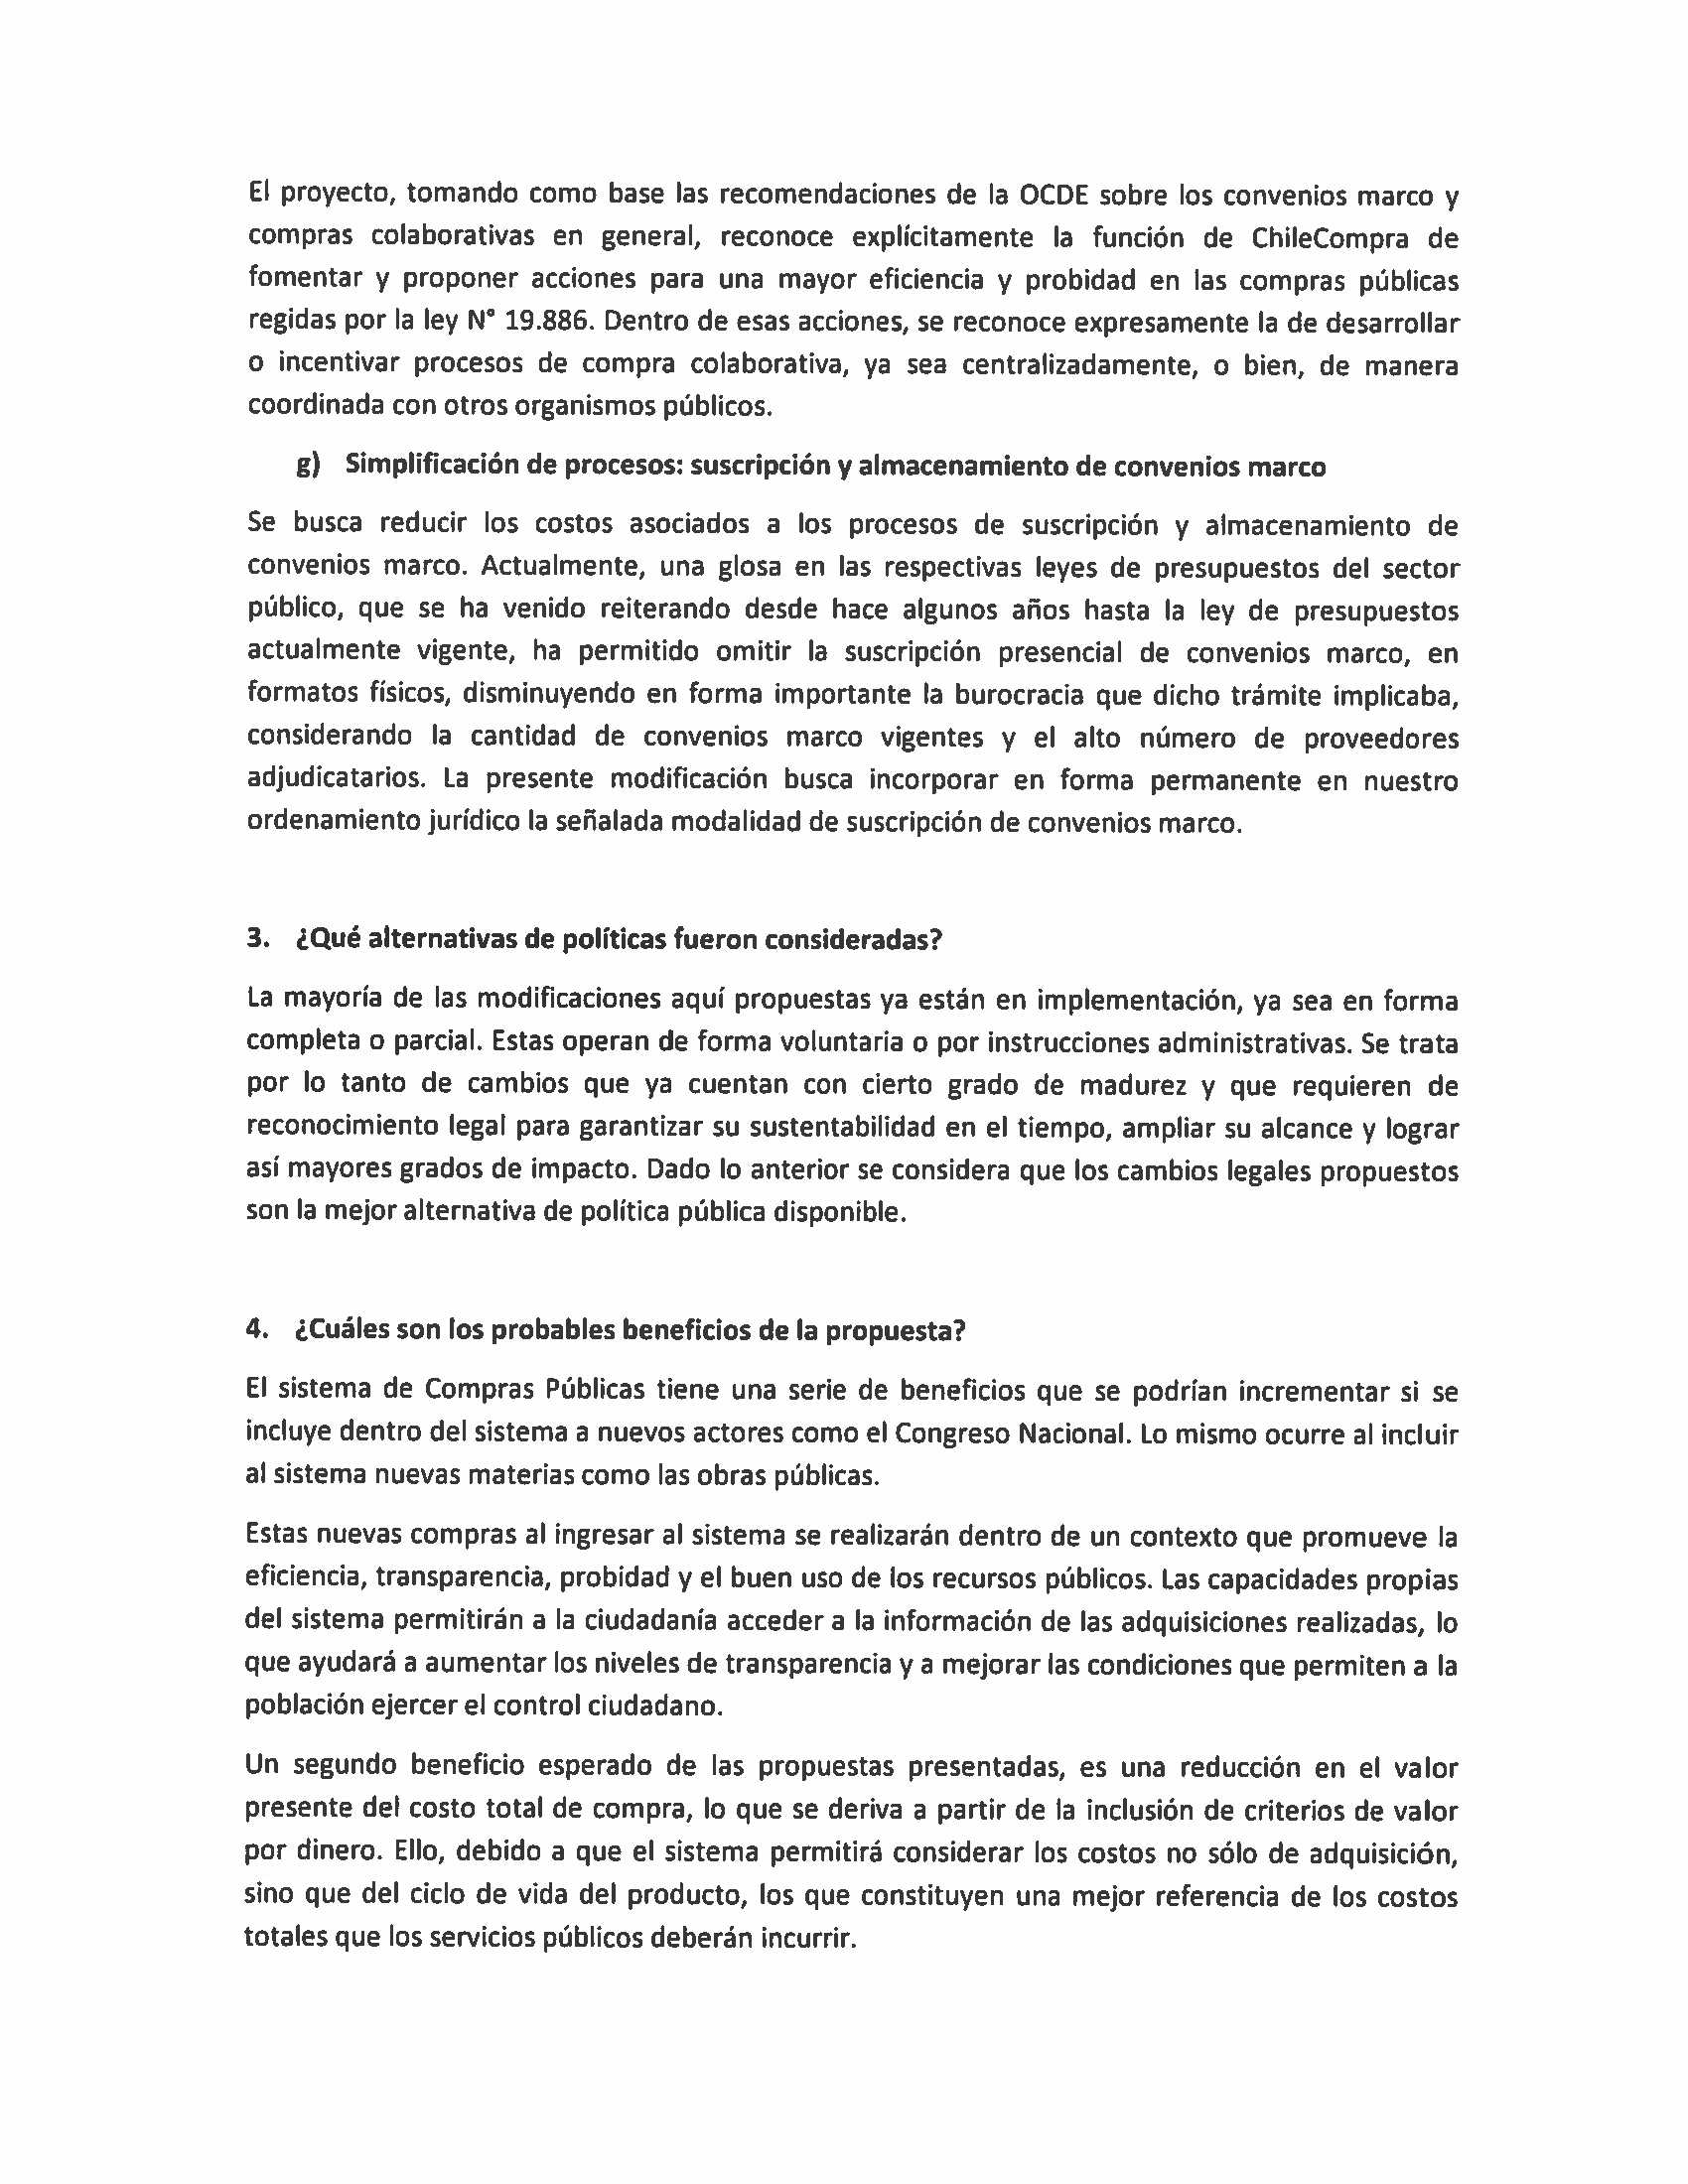 El proyecto, tomando como base las recomendaciones de la OCDE sobre los convenios marco y
compras colaborativas en general, reconoce explícitamente la función de ChileCompra de
fomentar y proponer acciones para una mayor eficiencia y probidad en las compras públicas
regidas por la ley N° 19.886. Dentro de esas acciones, se reconoce expresamente la de desarrollar
o incentivar procesos de compra colaborativa, ya sea centralizadamente, o bien, de manera
coordinada con otros organismos públicos.
g) Simplificación de procesos: suscripción y almacenamiento de convenios marco
Se busca reducir los costos asociados a los procesos de suscripción y almacenamiento de
convenios marco. Actualmente, una glosa en las respectivas leyes de presupuestos del sector
público, que se ha venido reiterando desde hace algunos años hasta la ley de presupuestos
actualmente vigente, ha permitido omitir la suscripción presencial de convenios marco, en
formatos físicos, disminuyendo en forma importante la burocracia que dicho trámite implicaba,
considerando la cantidad de convenios marco vigentes y el alto número de proveedores
adjudicatarios. La presente modificación busca incorporar en forma permanente en nuestro
ordenamiento jurídico la señalada modalidad de suscripción de convenios marco.
3. ¿Qué alternativas de políticas fueron consideradas?
La mayoría de las modificaciones aquí propuestas ya están en implementación, ya sea en forma
completa o parcial. Estas operan de forma voluntaria o por instrucciones administrativas. Se trata
por lo tanto de cambios que ya cuentan con cierto grado de madurez y que requieren de
reconocimiento legal para garantizar su sustentabilidad en el tiempo, ampliar su alcance y lograr
así mayores grados de impacto. Dado lo anterior se considera que los cambios legales propuestos
son la mejor alternativa de política pública disponible.
4. ¿Cuáles son los probables beneficios de la propuesta?
El sistema de Compras Públicas tiene una serie de beneficios que se podrían incrementar si se
incluye dentro del sistema a nuevos actores como el Congreso Nacional. Lo mismo ocurre al incluir
al sistema nuevas materias como las obras públicas.
Estas nuevas compras al ingresar al sistema se realizarán dentro de un contexto que promueve la
eficiencia, transparencia, probidad y el buen uso de los recursos públicos. Las capacidades propias
del sistema permitirán a la ciudadanía acceder a la información de las adquisiciones realizadas, lo
que ayudará a aumentar los niveles de transparencia y a mejorar las condiciones que permiten a la
población ejercer el control ciudadano.
Un segundo beneficio esperado de las propuestas presentadas, es una reducción en el valor
presente del costo total de compra, lo que se deriva a partir de la inclusión de criterios de valor
por dinero. Ello, debido a que el sistema permitirá considerar los costos no sólo de adquisición,
sino que del ciclo de vida del producto, los que constituyen una mejor referencia de los costos
totales que los servicios públicos deberán incurrir.